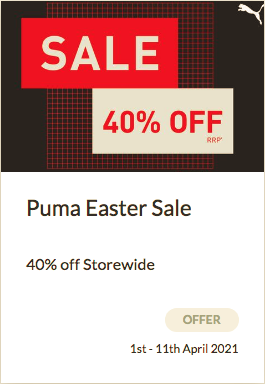 SALE
40% OFF
RRP*
Puma Easter Sale
40% off Storewide
OFFER
1st - 11th April 2021